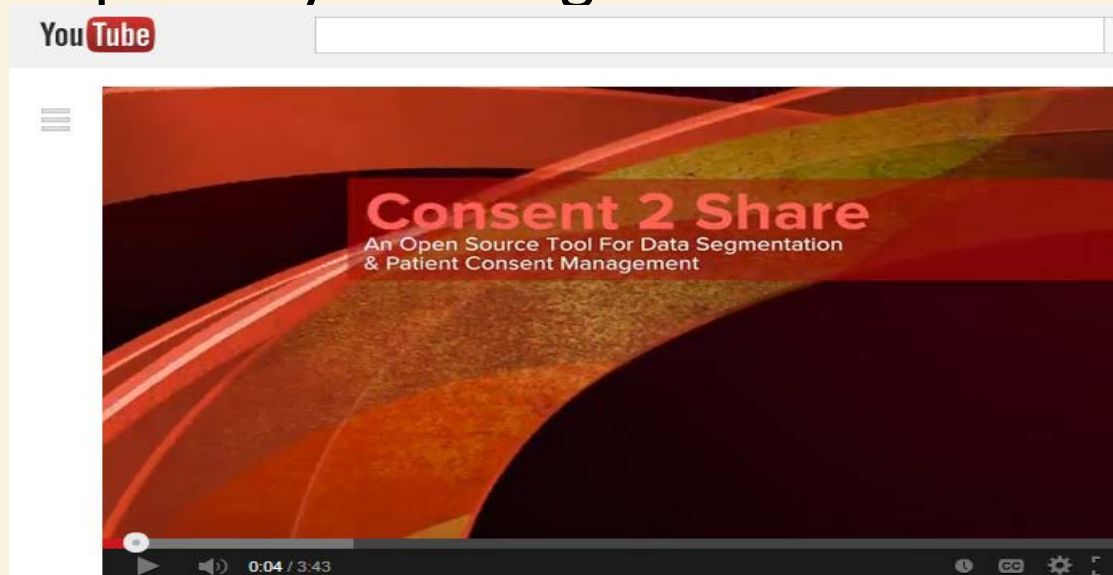 You Tube
Consent 2 Share
An Open Source Tool For Data Segmentation
& Patient Consent Management
0:04 / 3:43
CC